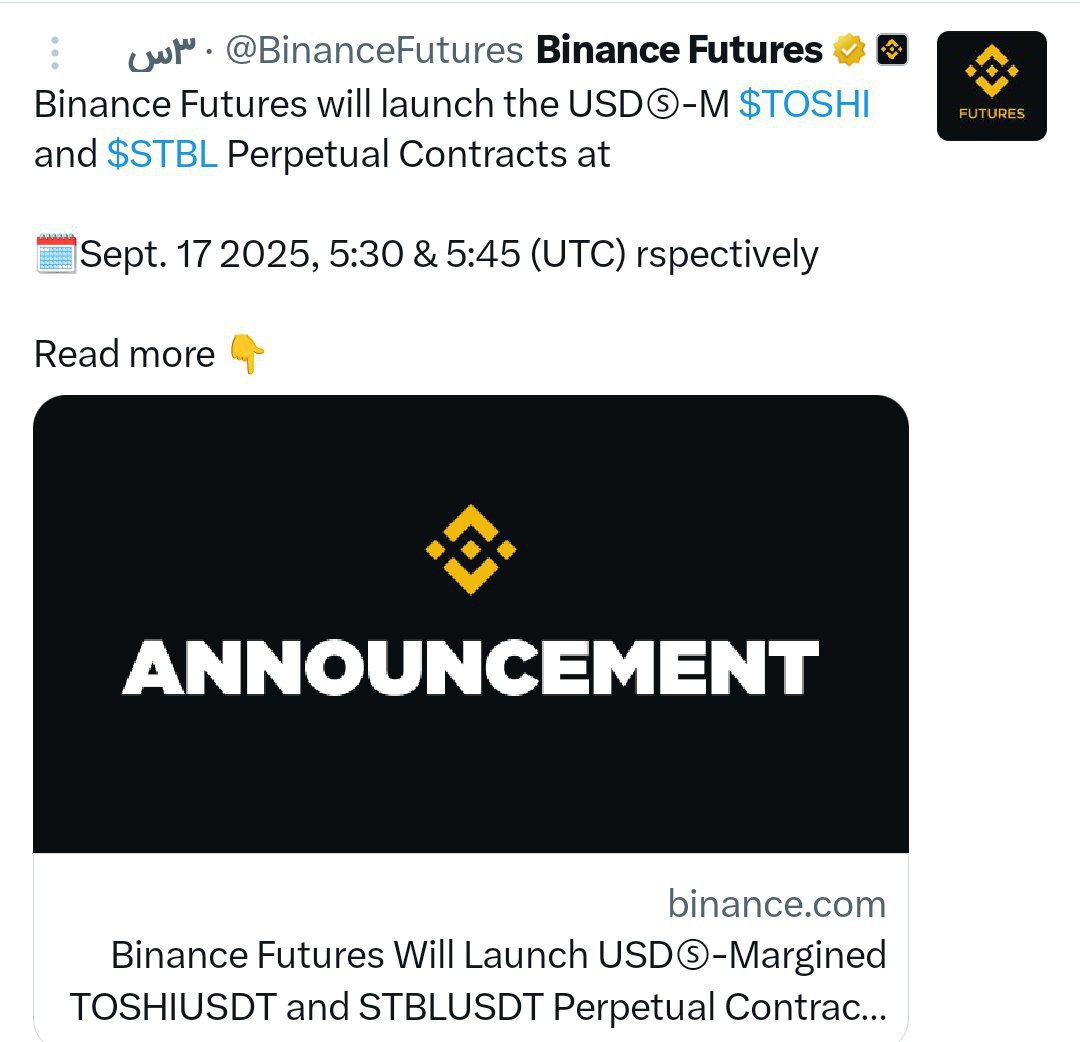 Binance Futures @BinanceFutures · ٣س
FUTURES
Binance Futures will launch the USDⓈ-M $TOSHI
and $STBL Perpetual Contracts at
🗓️Sept. 17 2025, 5:30 & 5:45 (UTC) rspectively
Read more 👇
ANNOUNCEMENT
binance.com
Binance Futures Will Launch USDⓈ-Margined
TOSHIUSDT and STBLUSDT Perpetual Contrac...